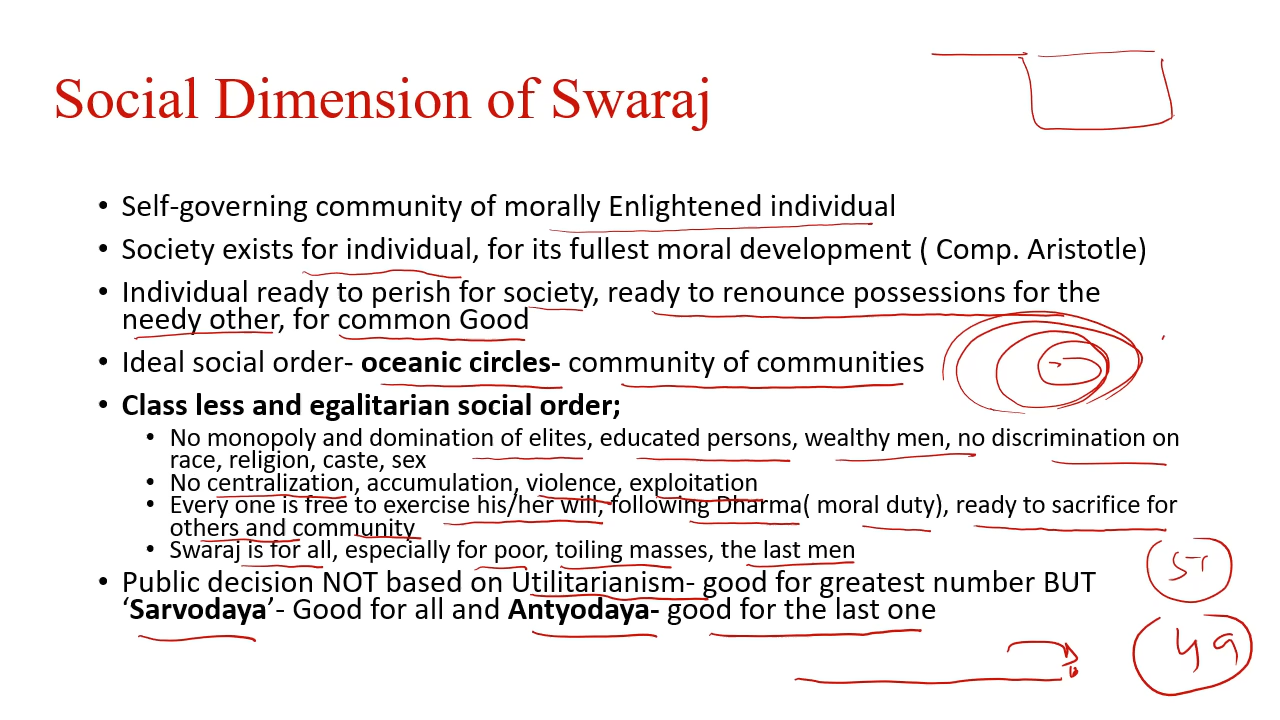 Social Dimension of Swaraj
• Self-governing community of morally Enlightened individual
• Society exists for individual, for its fullest moral development ( Comp. Aristotle)
• Individual ready to perish for society, ready to renounce possessions for the
needy other, for common Good
• Ideal social order- oceanic circles- community of communities
• Class less and egalitarian social order;
• No monopoly and domination of elites, educated persons, wealthy men, no discrimination on
race, religion, caste, sex
• No centralization, accumulation, violence, exploitation
• Every one is free to exercise his/her will, following Dharma( moral duty), ready to sacrifice for
others and community
• Swaraj is for all, especially for poor, toiling masses, the last men
• Public decision NOT based on Utilitarianism- good for greatest number BUT
‘Sarvodaya’- Good for all and Antyodaya- good for the last one
49